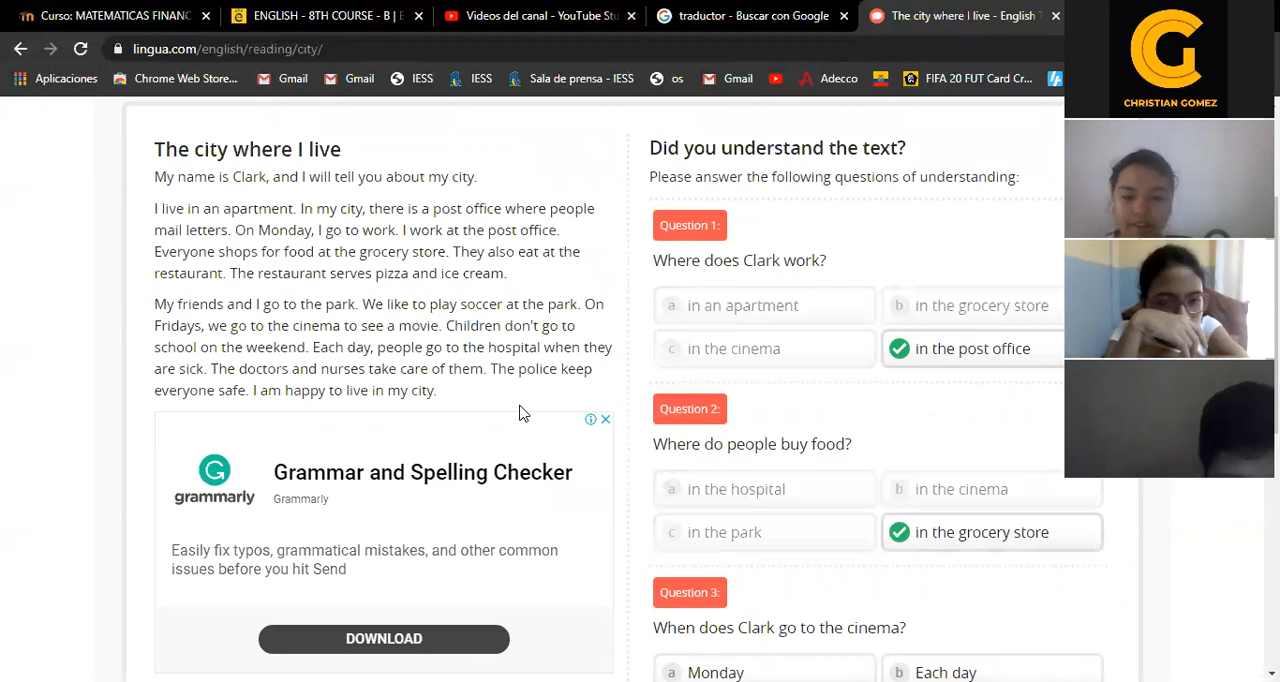 Curso: MATEMATICAS FINANC
ENGLISH - 8TH COURSE - B | E
Videos del canal - YouTube Stu
traductor - Buscar con Google
The city where I live - English T
lingua.com/english/reading/city/
Aplicaciones
Chrome Web Store...
Gmail
Gmail
IESS
IESS
Sala de prensa - IESS
os
Gmail
Adecco
FIFA 20 FUT Card Cr...
CHRISTIAN GOMEZ
The city where I live
My name is Clark, and I will tell you about my city.
I live in an apartment. In my city, there is a post office where people
mail letters. On Monday, I go to work. I work at the post office.
Everyone shops for food at the grocery store. They also eat at the
restaurant. The restaurant serves pizza and ice cream.
My friends and I go to the park. We like to play soccer at the park. On
Fridays, we go to the cinema to see a movie. Children don't go to
school on the weekend. Each day, people go to the hospital when they
are sick. The doctors and nurses take care of them. The police keep
everyone safe. I am happy to live in my city.
grammarly
Grammar and Spelling Checker
Grammarly
Easily fix typos, grammatical mistakes, and other common
issues before you hit Send
DOWNLOAD
Did you understand the text?
Please answer the following questions of understanding:
Question 1:
Where does Clark work?
a in an apartment
b in the grocery store
c in the cinema
in the post office
Question 2:
Where do people buy food?
a in the hospital
b in the cinema
c in the park
in the grocery store
Question 3:
When does Clark go to the cinema?
a Monday
b Each day